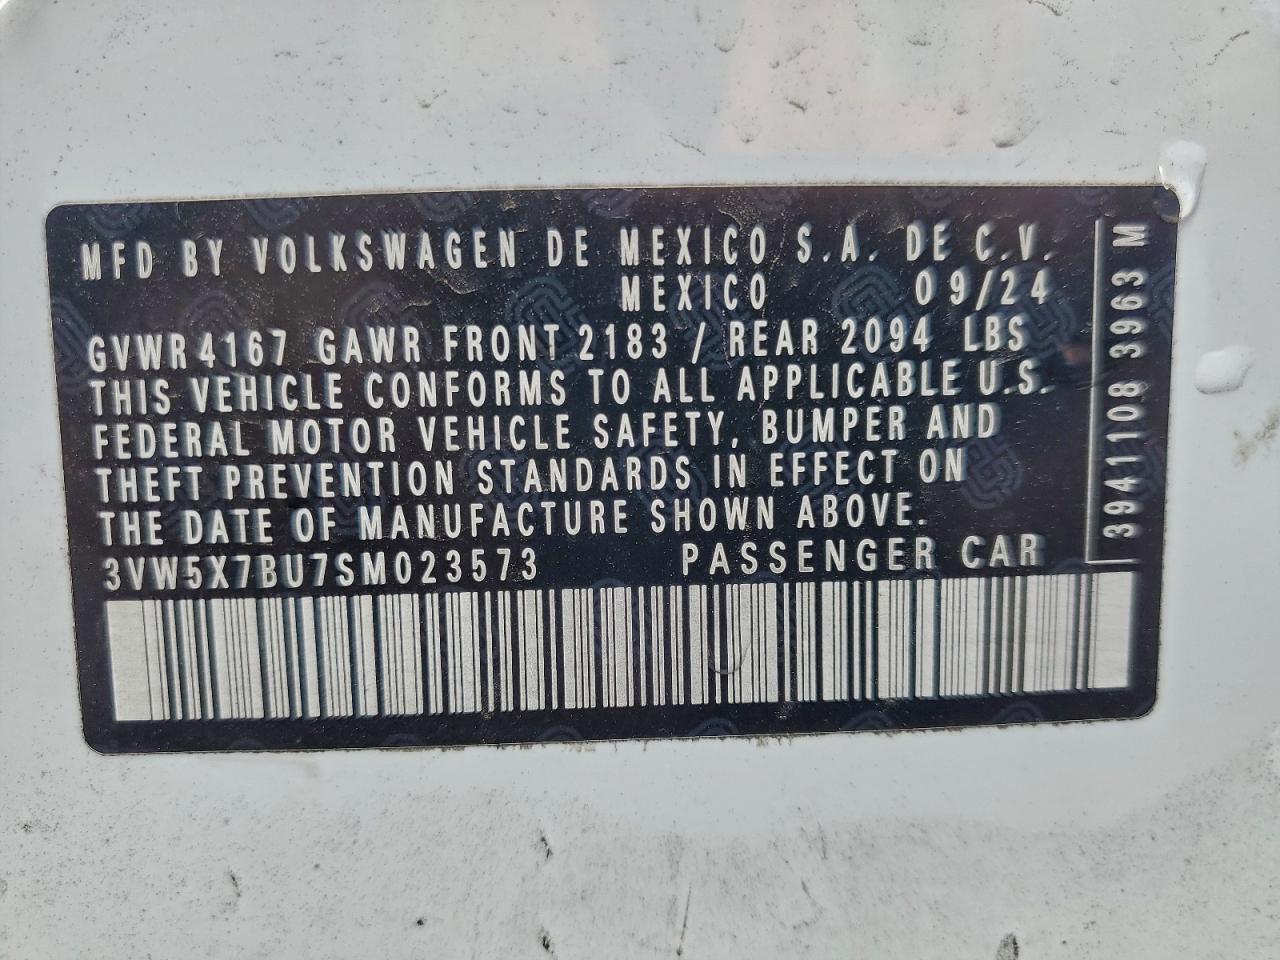 MFD BY VOLKSWAGEN DE MEXICO S.A. DE C.V.
MEXICO 09/24
GVWR 4167 GAWR FRONT 2183 / REAR 2094 LBS
THIS VEHICLE CONFORMS TO ALL APPLICABLE U.S.
FEDERAL MOTOR VEHICLE SAFETY, BUMPER AND
THEFT PREVENTION STANDARDS IN EFFECT ON
THE DATE OF MANUFACTURE SHOWN ABOVE.
3VW5X7BU7SM023573 PASSENGER CAR
3941108 3963 M